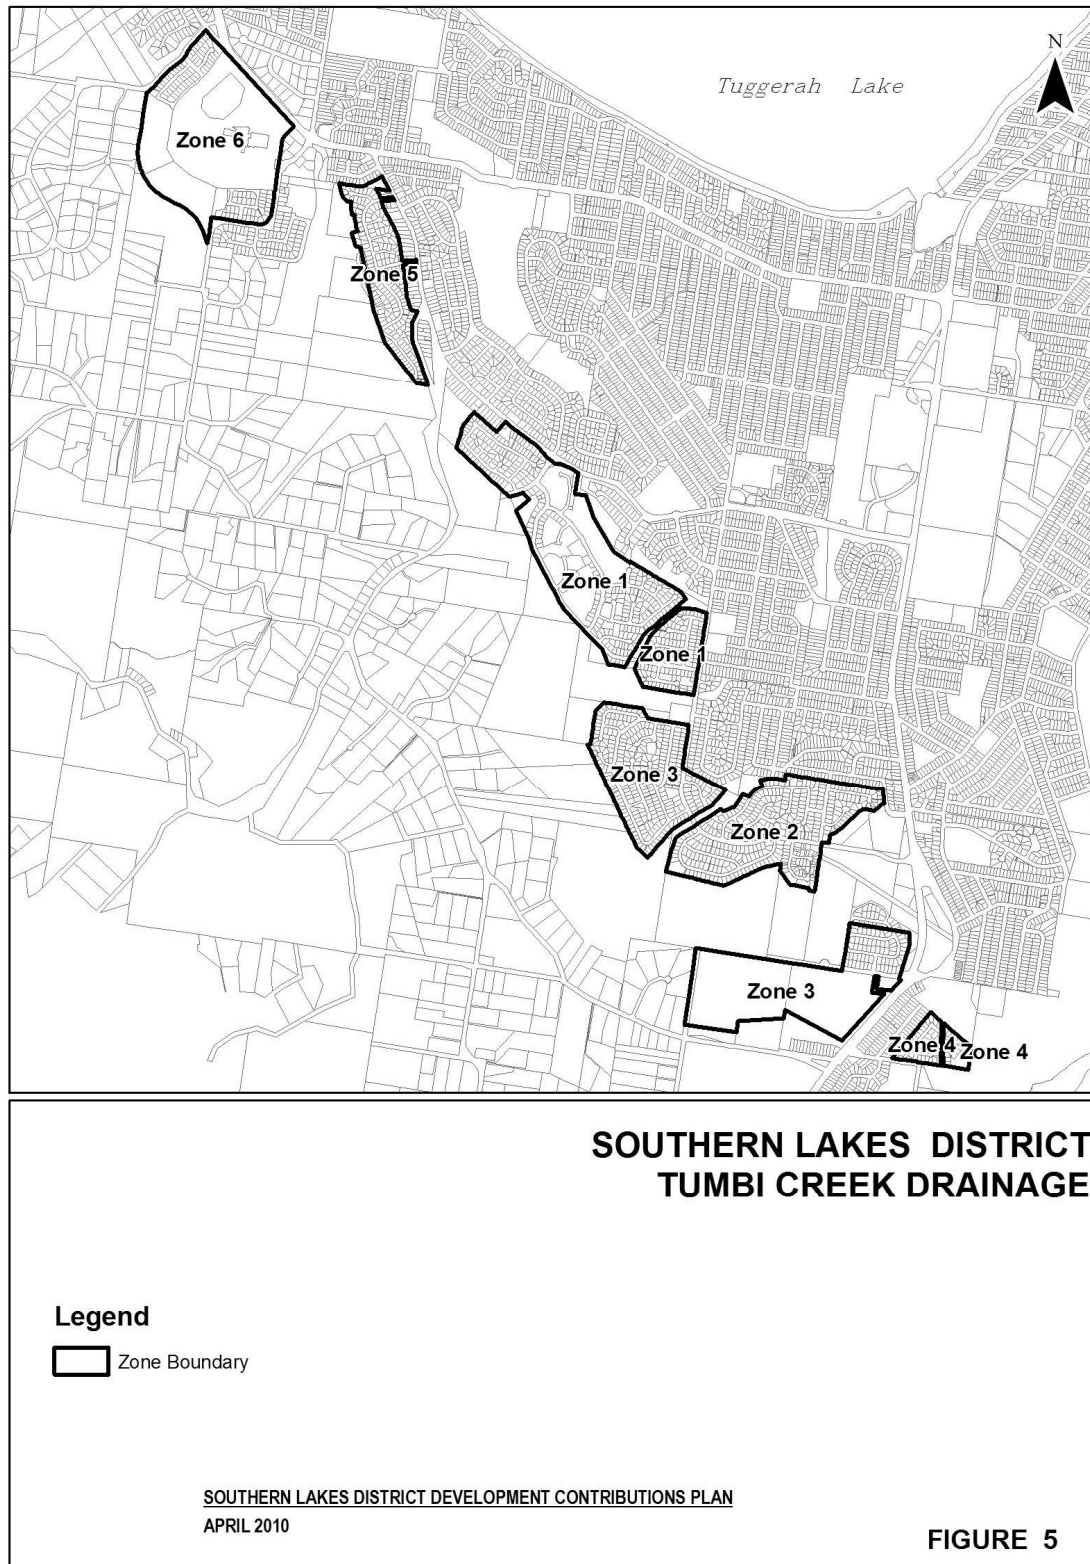 N
Tuggerah Lake
Zone 6
Zone 5
Zone 1
Zone 1
Zone 3
Zone 2
Zone 3
Zone 4
Zone 4
SOUTHERN LAKES DISTRICT
TUMBI CREEK DRAINAGE
Legend
Zone Boundary
SOUTHERN LAKES DISTRICT DEVELOPMENT CONTRIBUTIONS PLAN
APRIL 2010
FIGURE 5